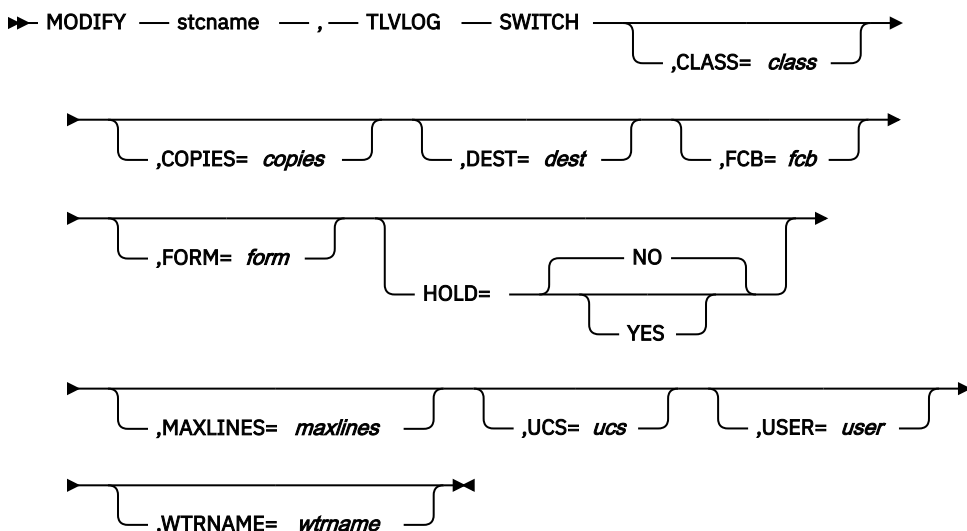 MODIFY stcname , TLVLOG SWITCH
,CLASS= class
,COPIES= copies ,DEST= dest ,FCB= fcb
,FORM= form
HOLD=
NO
YES
,MAXLINES= maxlines ,UCS= ucs ,USER= user
,WTRNAME= wtrname